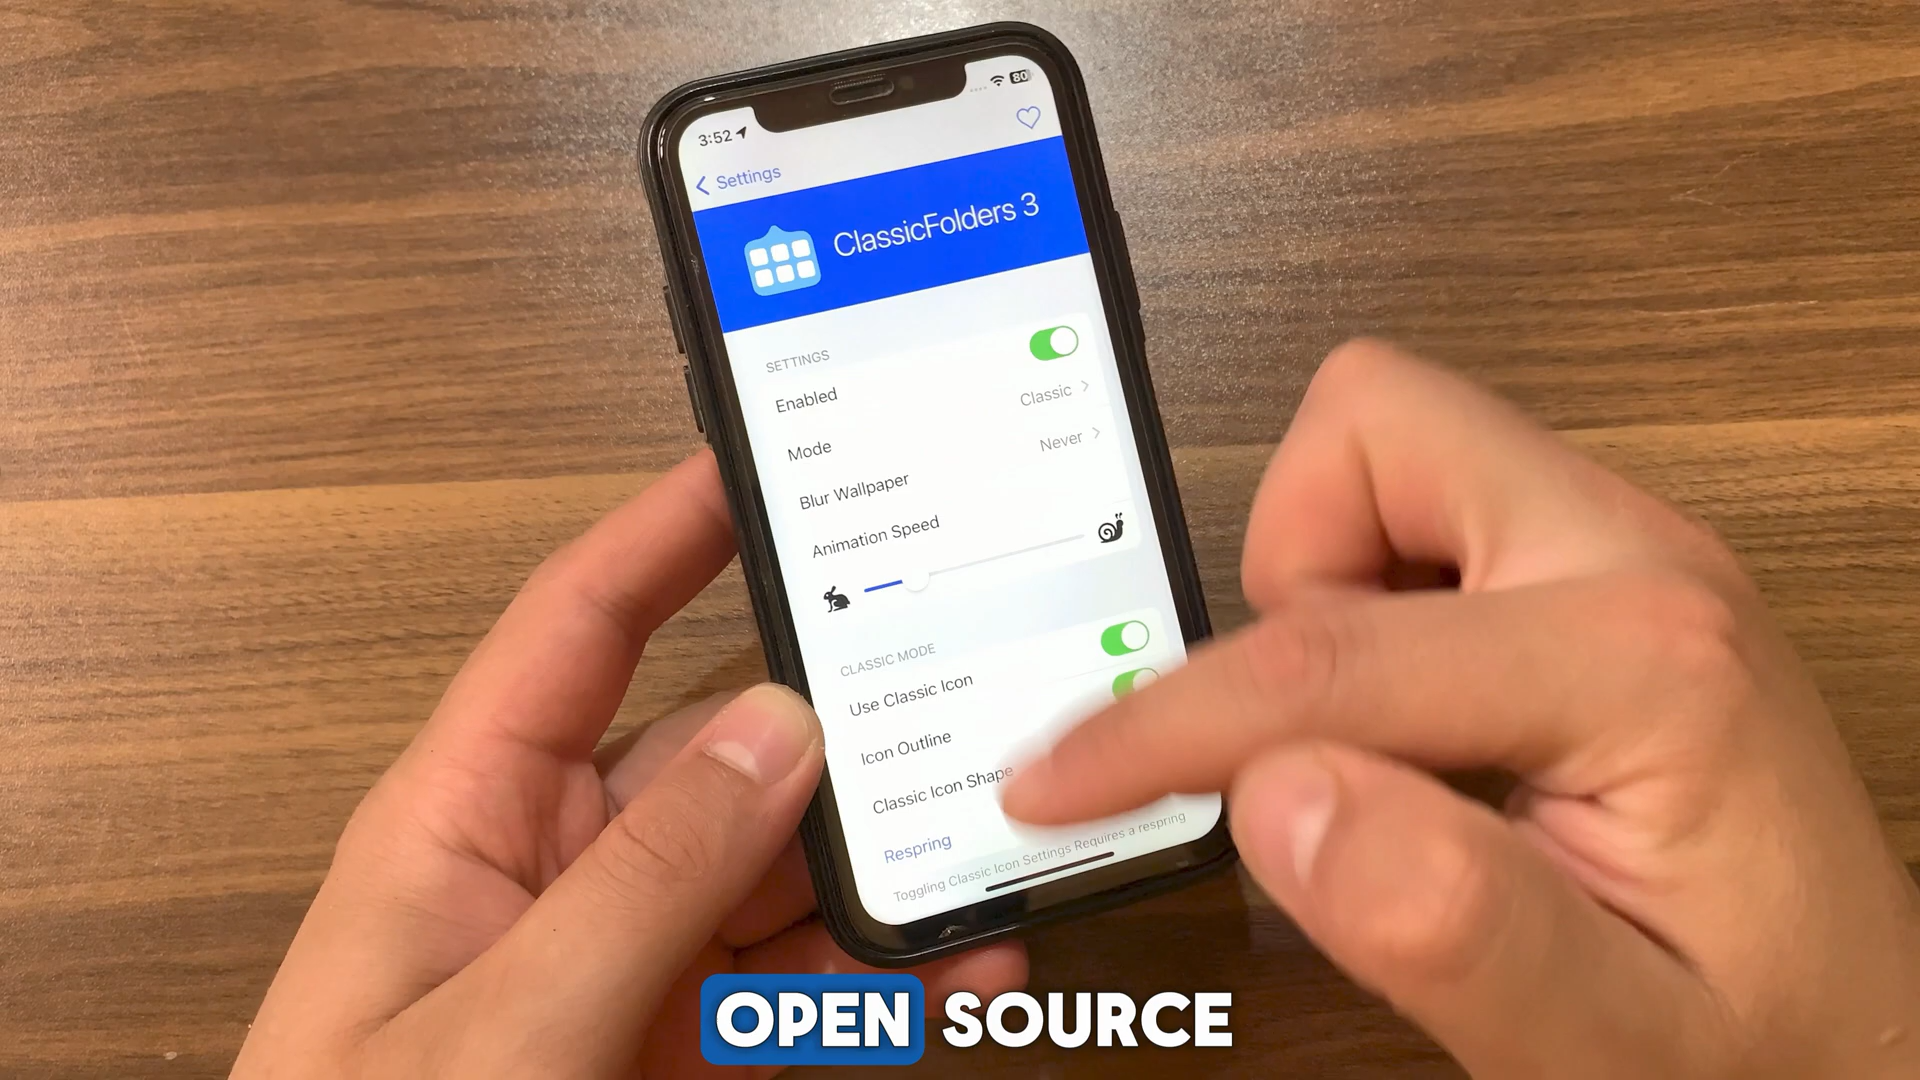 3:52
80
Settings
ClassicFolders 3
SETTINGS
Enabled
Mode Classic
Blur Wallpaper Never
Animation Speed
CLASSIC MODE
Use Classic Icon
Icon Outline
Classic Icon Shape
Respring
Toggling Classic Icon Settings Requires a respring
OPEN SOURCE